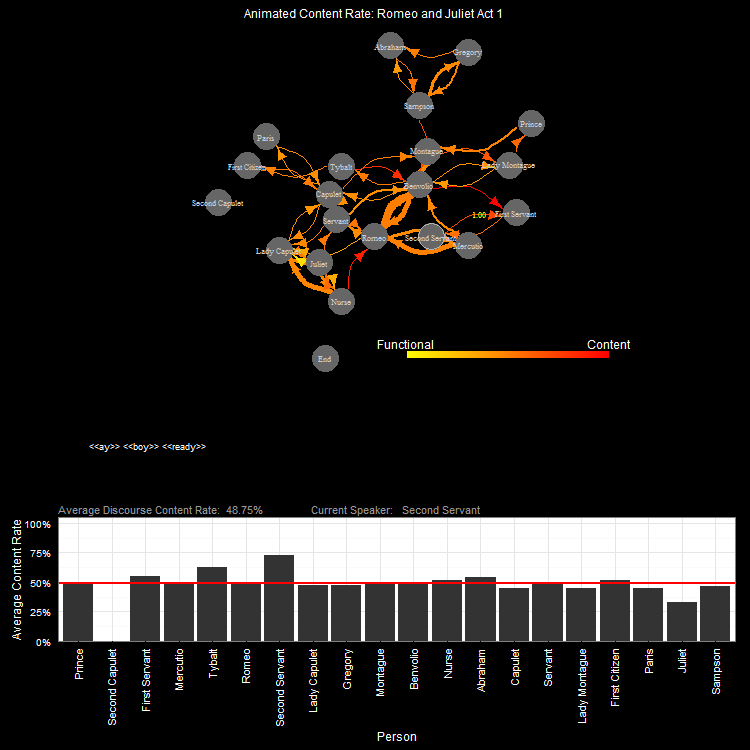 Animated Content Rate: Romeo and Juliet Act 1
Abraham
Gregory
Sampson
Prince
Paris
Montague
First Citizen
Tybalt
Lady Montague
Benvolio
Capulet
Second Capulet
1.00
First Servant
Servant
Romeo
Second Servant
Mercutio
Lady Capulet
Juliet
Nurse
End
Functional
Content
<<ay>> <<boy>> <<ready>>
Average Discourse Content Rate: 48.75%
Current Speaker: Second Servant
Average Content Rate
100%
75%
50%
25%
0%
Prince
Second Capulet
First Servant
Mercutio
Tybalt
Romeo
Second Servant
Lady Capulet
Gregory
Montague
Benvolio
Nurse
Abraham
Capulet
Servant
Lady Montague
First Citizen
Paris
Juliet
Sampson
Person